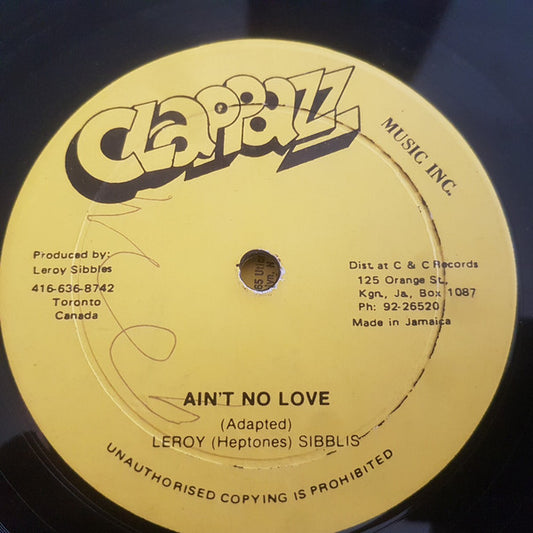 Clappazz
MUSIC INC.
Produced by:
Leroy Sibbles
416-636-8742
Toronto
Canada
Dist. at C & C Records
125 Orange St.,
Kgn., Ja., Box 1087
Ph: 92-26520
Made in Jamaica
AIN'T NO LOVE
(Adapted)
LEROY (Heptones) SIBBLIS
UNAUTHORISED COPYING IS PROHIBITED